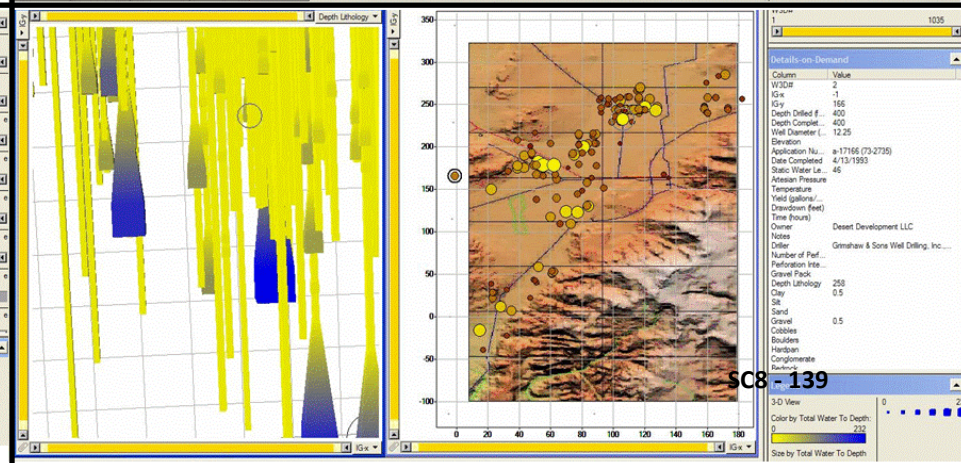 Depth Lithology
IG-y
IG-x
350
300
250
200
150
100
50
0
-50
-100
0 20 40 60 80 100 120 140 160 180
IG-y
IG-x
W3D#
1 1035
Details-on-Demand
Column Value
W3D# 2
IG-x -1
IG-y 166
Depth Drilled (f... 400
Depth Complet... 400
Well Diameter (... 12.25
Elevation
Application Nu... a-17166 (73-2735)
Date Completed 4/13/1993
Static Water Le... 46
Artesian Pressure
Temperature
Yield (gallons/...
Drawdown (feet)
Time (hours)
Owner Desert Development LLC
Notes
Driller Grimshaw & Sons Well Drilling, Inc....
Number of Perf...
Perforation Inte...
Gravel Pack
Depth Lithology 258
Clay 0.5
Silt
Sand
Gravel 0.5
Cobbles
Boulders
Hardpan
Conglomerate
Bedrock
SC8 - 139
3-D View
Color by Total Water To Depth:
0 232
Size by Total Water To Depth
0 2